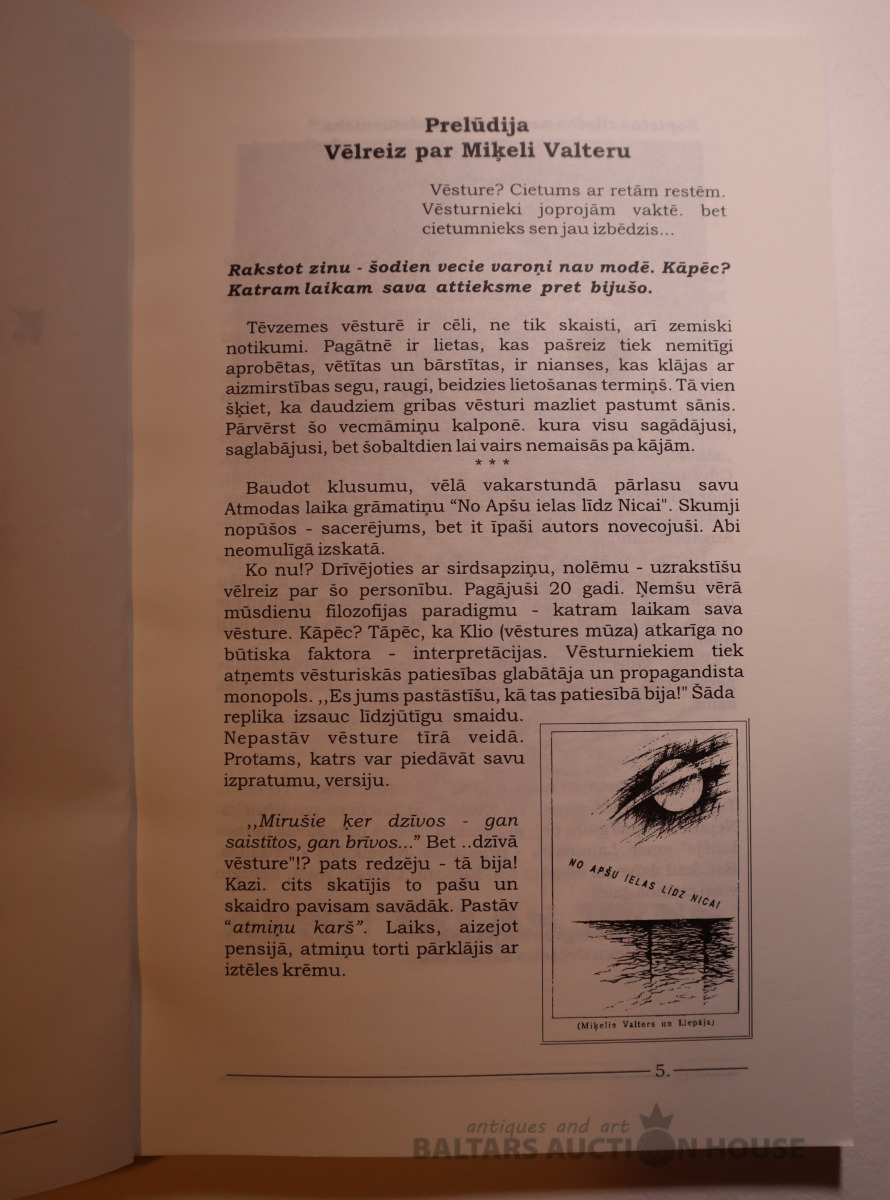 Prelūdija
Vēlreiz par Miķeli Valteru
Vēsture? Cietums ar retām restēm.
Vēsturnieki joprojām vaktē. bet
cietumnieks sen jau izbēdzis...
Rakstot zinu - šodien vecie varoņi nav modē. Kāpēc?
Katram laikam sava attieksme pret bijušo.
Tēvzemes vēsturē ir cēli, ne tik skaisti, arī zemiski
notikumi. Pagātnē ir lietas, kas pašreiz tiek nemitīgi
aprobētas, vētītas un bārstītas, ir nianses, kas klājas ar
aizmirstības segu, raugi, beidzies lietošanas termiņš. Tā vien
šķiet, ka daudziem gribas vēsturi mazliet pastumt sānis.
Pārvērst šo vecmāmiņu kalponē. kura visu sagādājusi,
saglabājusi, bet šobaltdien lai vairs nemaisās pa kājām.
* * *
Baudot klusumu, vēlā vakarstundā pārlasu savu
Atmodas laika grāmatiņu “No Apšu ielas līdz Nicai". Skumji
nopūšos - sacerējums, bet it īpaši autors novecojuši. Abi
neomulīgā izskatā.
Ko nu!? Drīvējoties ar sirdsapziņu, nolēmu - uzrakstīšu
vēlreiz par šo personību. Pagājuši 20 gadi. Ņemšu vērā
mūsdienu filozofijas paradigmu - katram laikam sava
vēsture. Kāpēc? Tāpēc, ka Klio (vēstures mūza) atkarīga no
būtiska faktora - interpretācijas. Vēsturniekiem tiek
atņemts vēsturiskās patiesības glabātāja un propagandista
monopols. ,,Es jums pastāstīšu, kā tas patiesībā bija!" Šāda
replika izsauc līdzjūtīgu smaidu.
Nepastāv vēsture tīrā veidā.
Protams, katrs var piedāvāt savu
izpratumu, versiju.
,,Mirušie ķer dzīvos - gan
saistītos, gan brīvos...” Bet ..dzīvā
vēsture"!? pats redzēju - tā bija!
Kazi. cits skatījis to pašu un
skaidro pavisam savādāk. Pastāv
“atmiņu karš”. Laiks, aizejot
pensijā, atmiņu torti pārklājis ar
iztēles krēmu.
NO APŠU IELAS LĪDZ NICAI
(Miķelis Valters un Liepāja)
5.
antiques and art
BALTARS AUCTION HOUSE